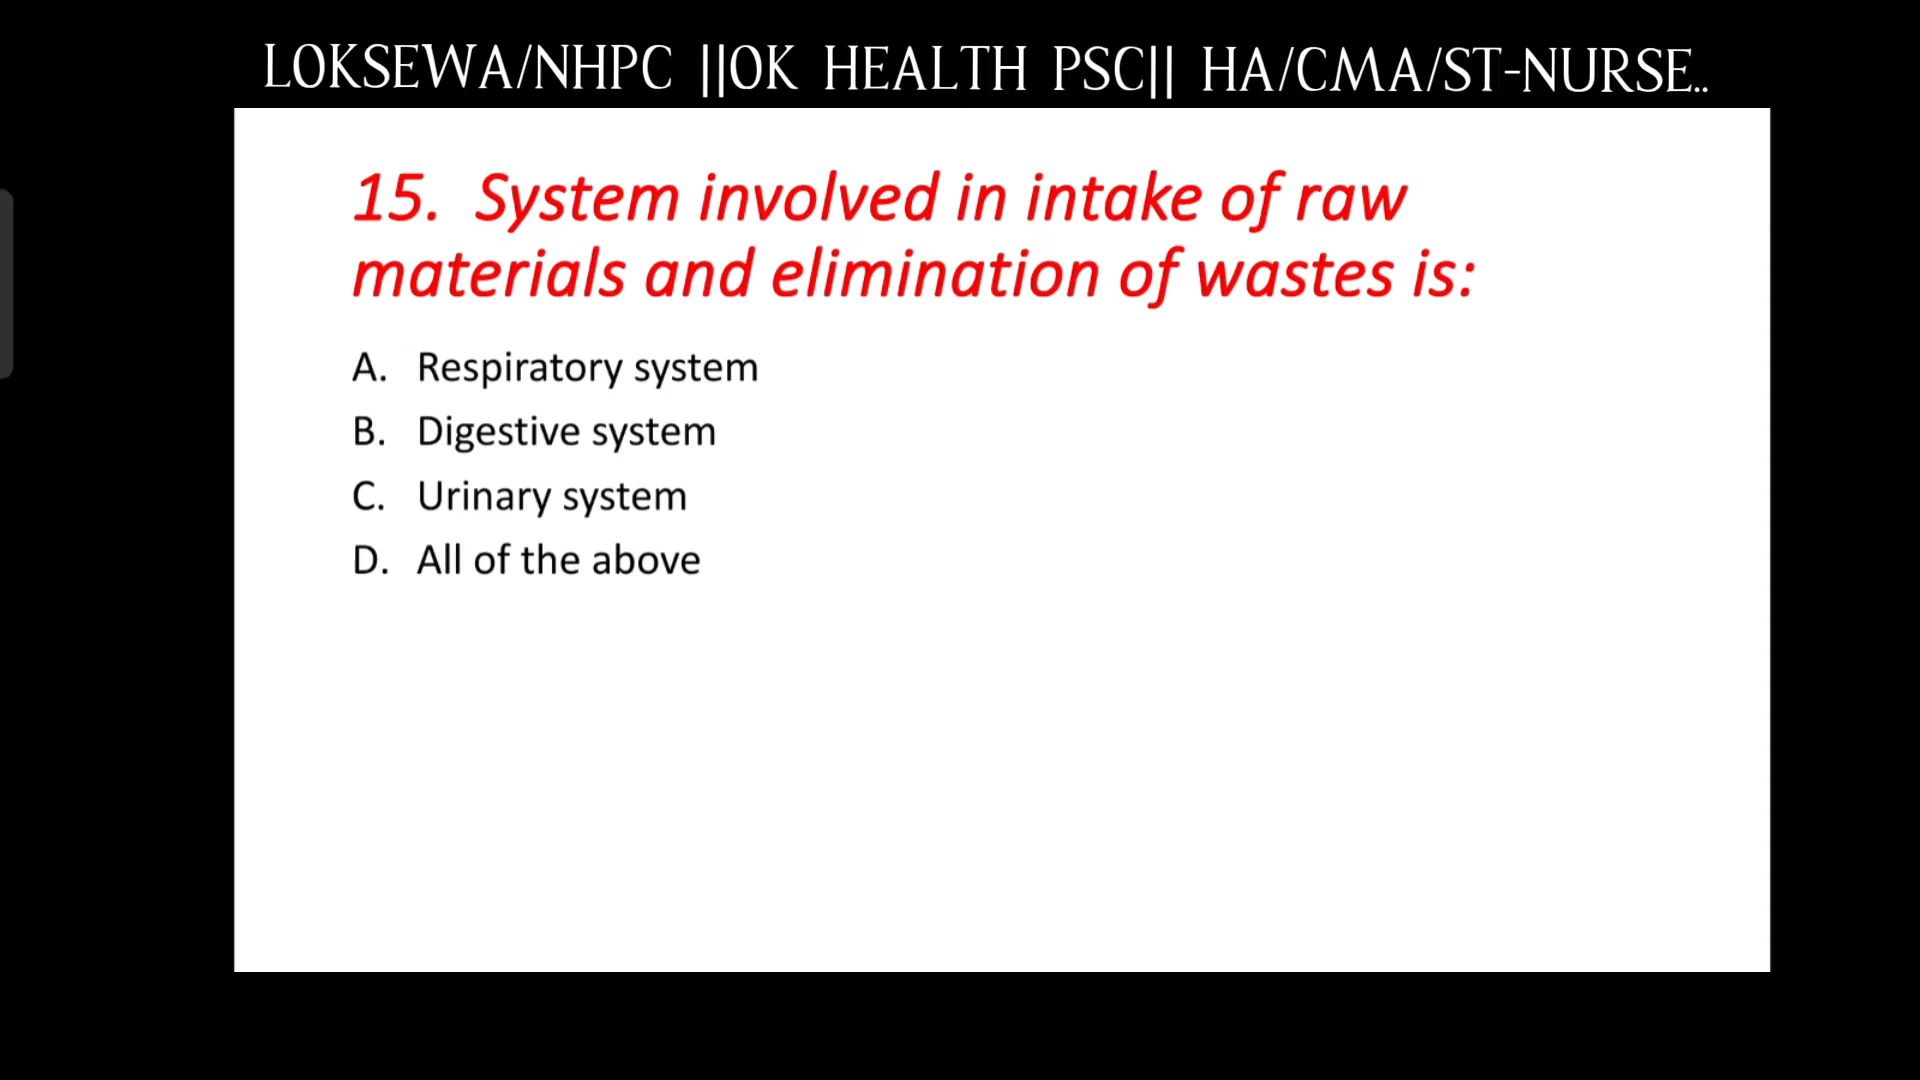 LOKSEWA/NHPC ||OK HEALTH PSC|| HA/CMA/ST-NURSE..
15. System involved in intake of raw
materials and elimination of wastes is:
A. Respiratory system
B. Digestive system
C. Urinary system
D. All of the above